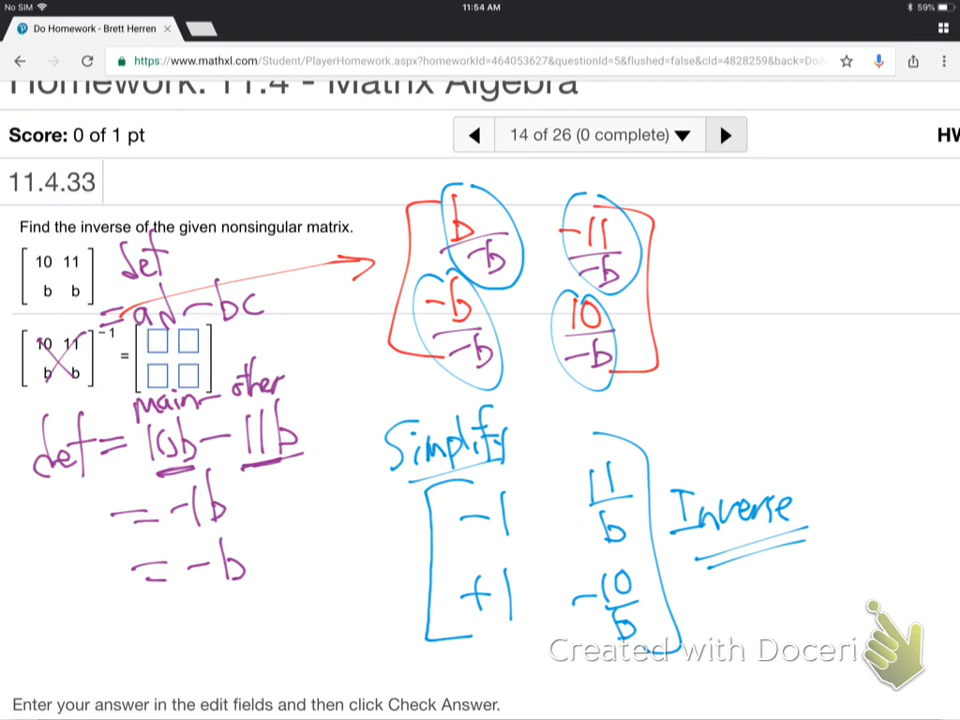 No SIM 11:54 AM 59%
Do Homework - Brett Herren ×
https://www.mathxl.com/Student/PlayerHomework.aspx?homeworkId=464053627&questionId=5&flushed=false&cId=4828259&back=DoA
Homework: 11.4 - Matrix Algebra
Score: 0 of 1 pt 14 of 26 (0 complete) HW
11.4.33
Find the inverse of the given nonsingular matrix.
10 11
b b
det
= ad - bc
10 11 -1
b b
=
main - other
det = 10b - 11b
= -1b
= -b
b/-b -11/-b
-b/-b 10/-b
Simplify
-1 11/b
+1 -10/b
Inverse
Created with Doceri
Enter your answer in the edit fields and then click Check Answer.